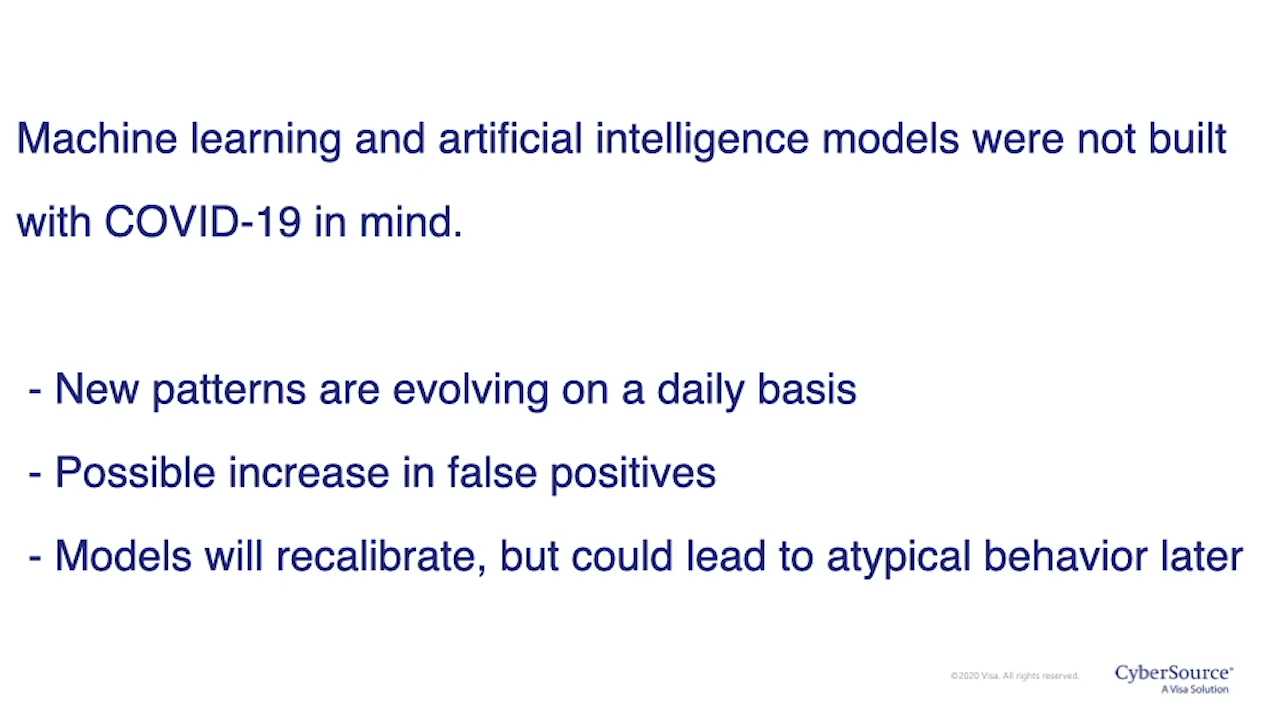 Machine learning and artificial intelligence models were not built
with COVID-19 in mind.
- New patterns are evolving on a daily basis
- Possible increase in false positives
- Models will recalibrate, but could lead to atypical behavior later
©2020 Visa. All rights reserved.
CyberSource®
A Visa Solution